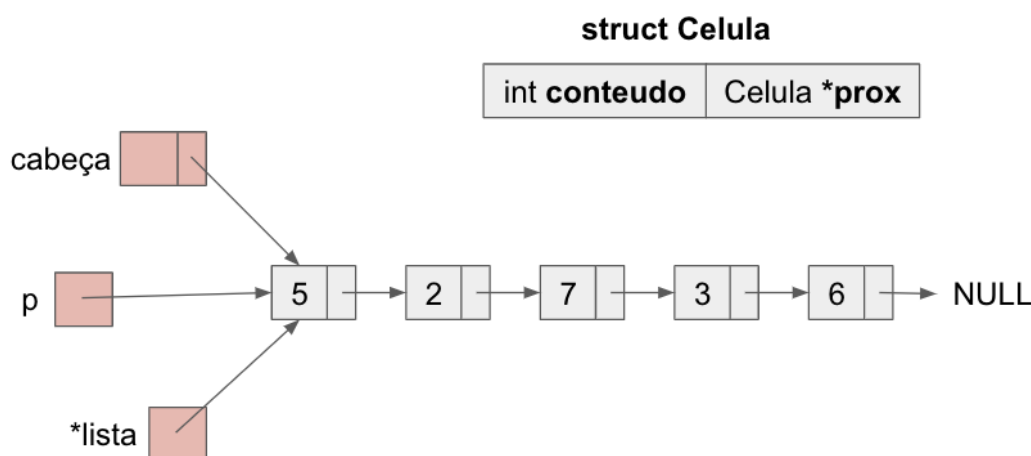 struct Celula
int conteudo Celula *prox
cabeça
p
5 2 7 3 6 NULL
*lista